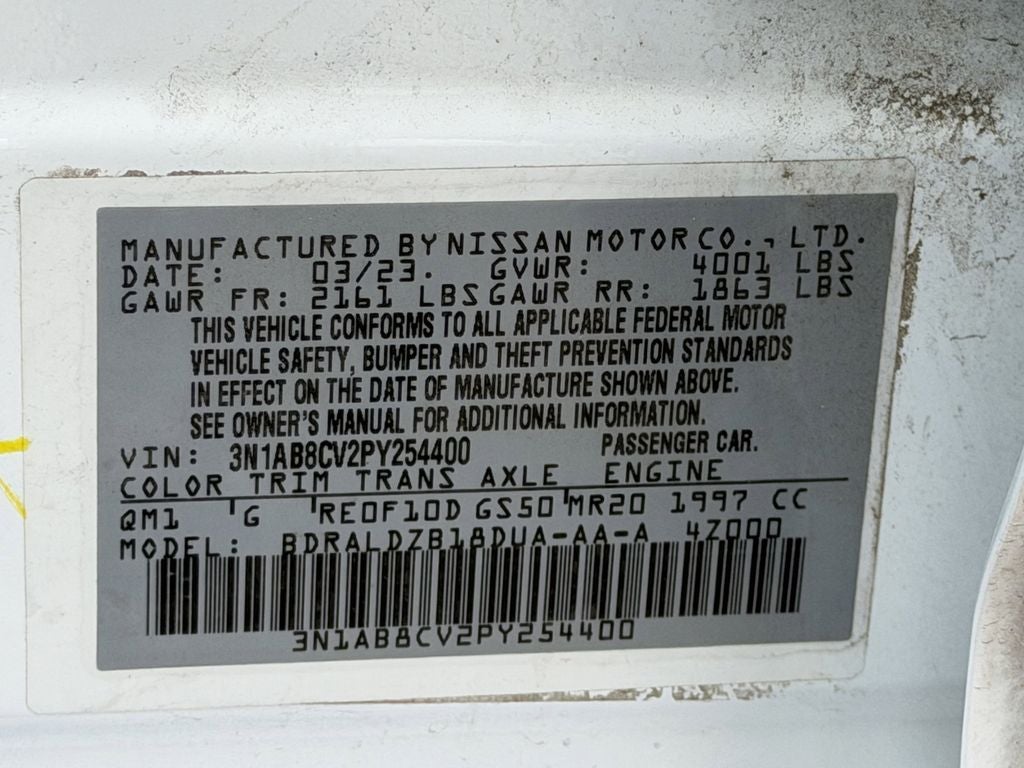 MANUFACTURED BY NISSAN MOTOR CO., LTD.
DATE: 03/23. GVWR: 4001 LBS
GAWR FR: 2161 LBS GAWR RR: 1863 LBS
THIS VEHICLE CONFORMS TO ALL APPLICABLE FEDERAL MOTOR
VEHICLE SAFETY, BUMPER AND THEFT PREVENTION STANDARDS
IN EFFECT ON THE DATE OF MANUFACTURE SHOWN ABOVE.
SEE OWNER'S MANUAL FOR ADDITIONAL INFORMATION.
VIN: 3N1AB8CV2PY254400 PASSENGER CAR.
COLOR TRIM TRANS AXLE ENGINE
QM1 G RE0F10D GS50 MR20 1997 CC
MODEL: BDRALDZB18DUA-AA-A 4Z000
3N1AB8CV2PY254400